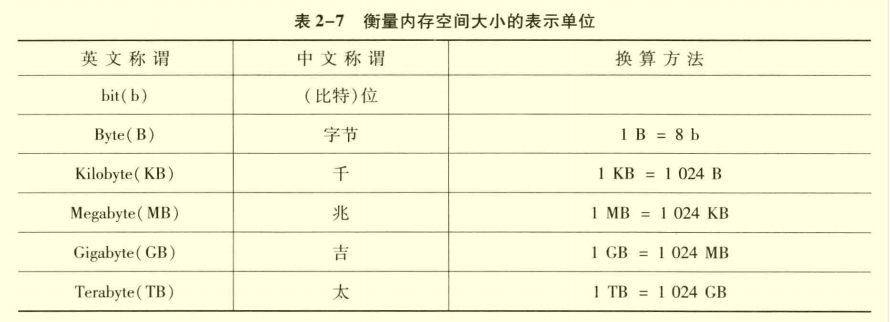 表 2-7 衡量内存空间大小的表示单位
英文称谓 中文称谓 换算方法
bit(b) (比特)位
Byte(B) 字节 1 B = 8 b
Kilobyte(KB) 千 1 KB = 1 024 B
Megabyte(MB) 兆 1 MB = 1 024 KB
Gigabyte(GB) 吉 1 GB = 1 024 MB
Terabyte(TB) 太 1 TB = 1 024 GB